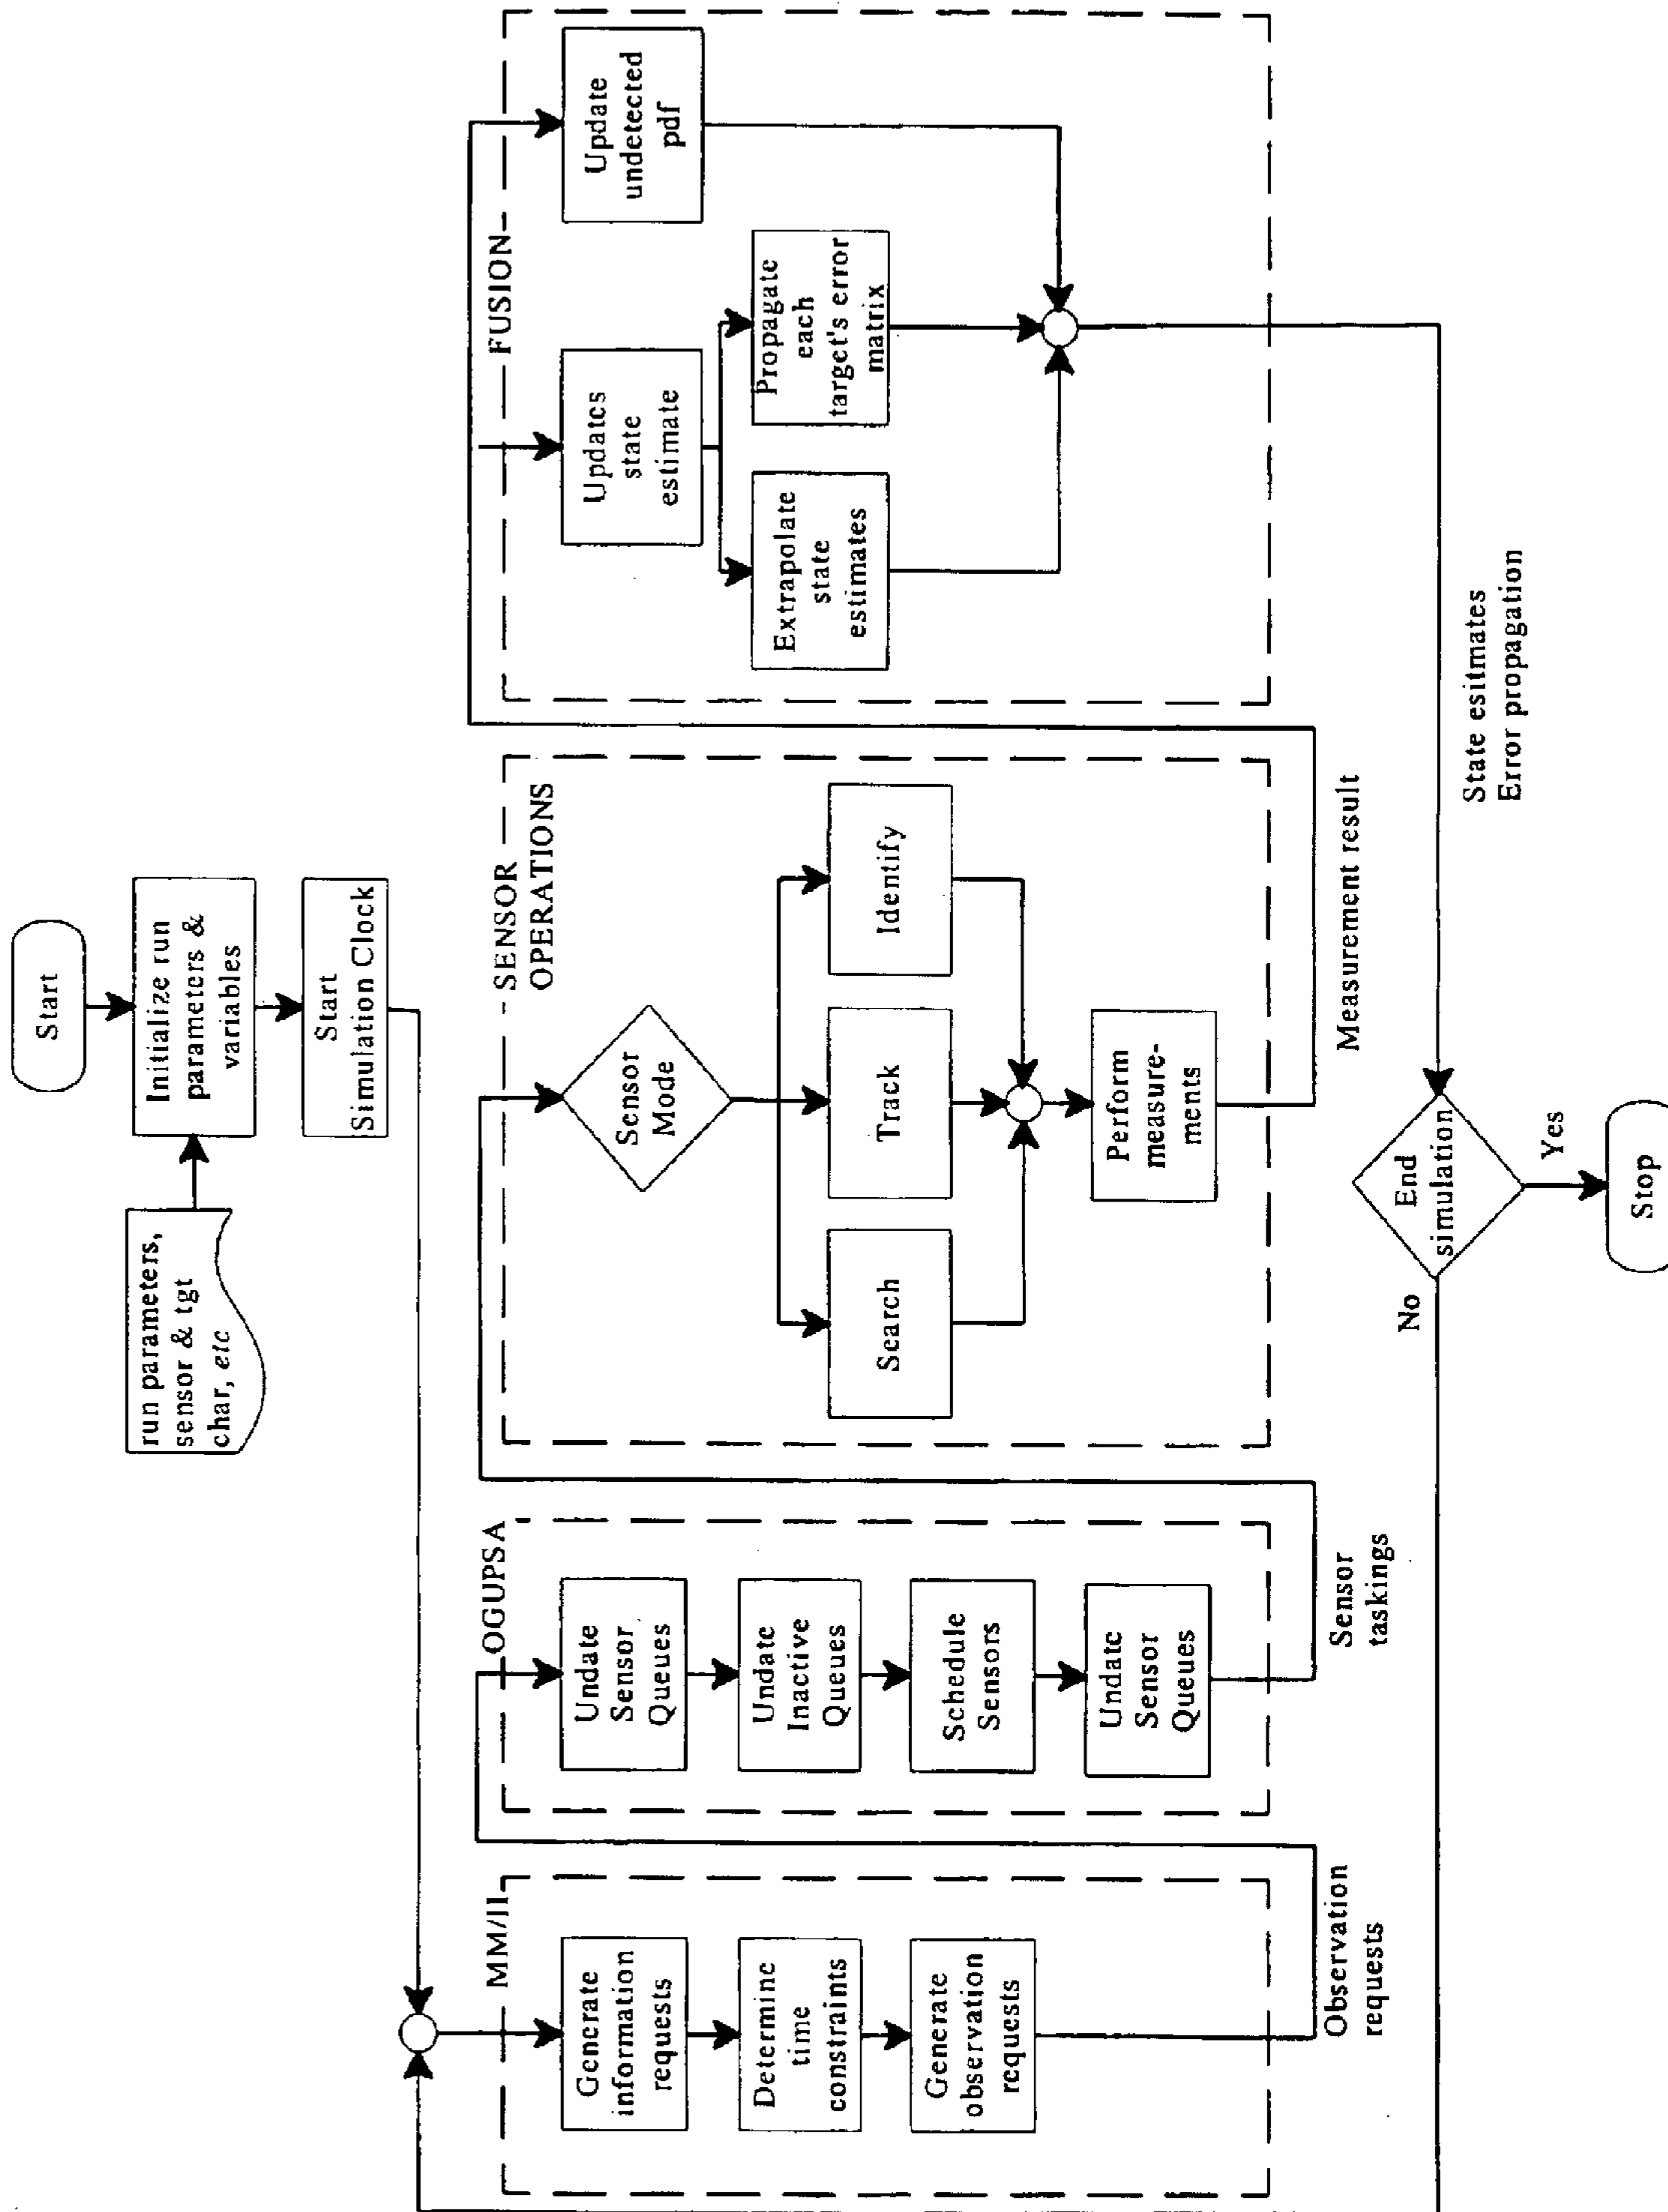 Start
run parameters,
sensor & tgt
char, etc
Initialize run
parameters &
variables
Start
Simulation Clock
MM/II
Generate
information
requests
Determine
time
constraints
Generate
observation
requests
Observation
requests
OGUPSA
Undate
Sensor
Queues
Undate
Inactive
Queues
Schedule
Sensors
Undate
Sensor
Queues
Sensor
taskings
SENSOR
OPERATIONS
Sensor
Mode
Search
Track
Identify
Perform
measure-
ments
Measurement result
FUSION
Updates
state
estimate
Update
undetected
pdf
Extrapolate
state
estimates
Propagate
each
target's error
matrix
State esitmates
Error propagation
End
simulation
No
Yes
Stop